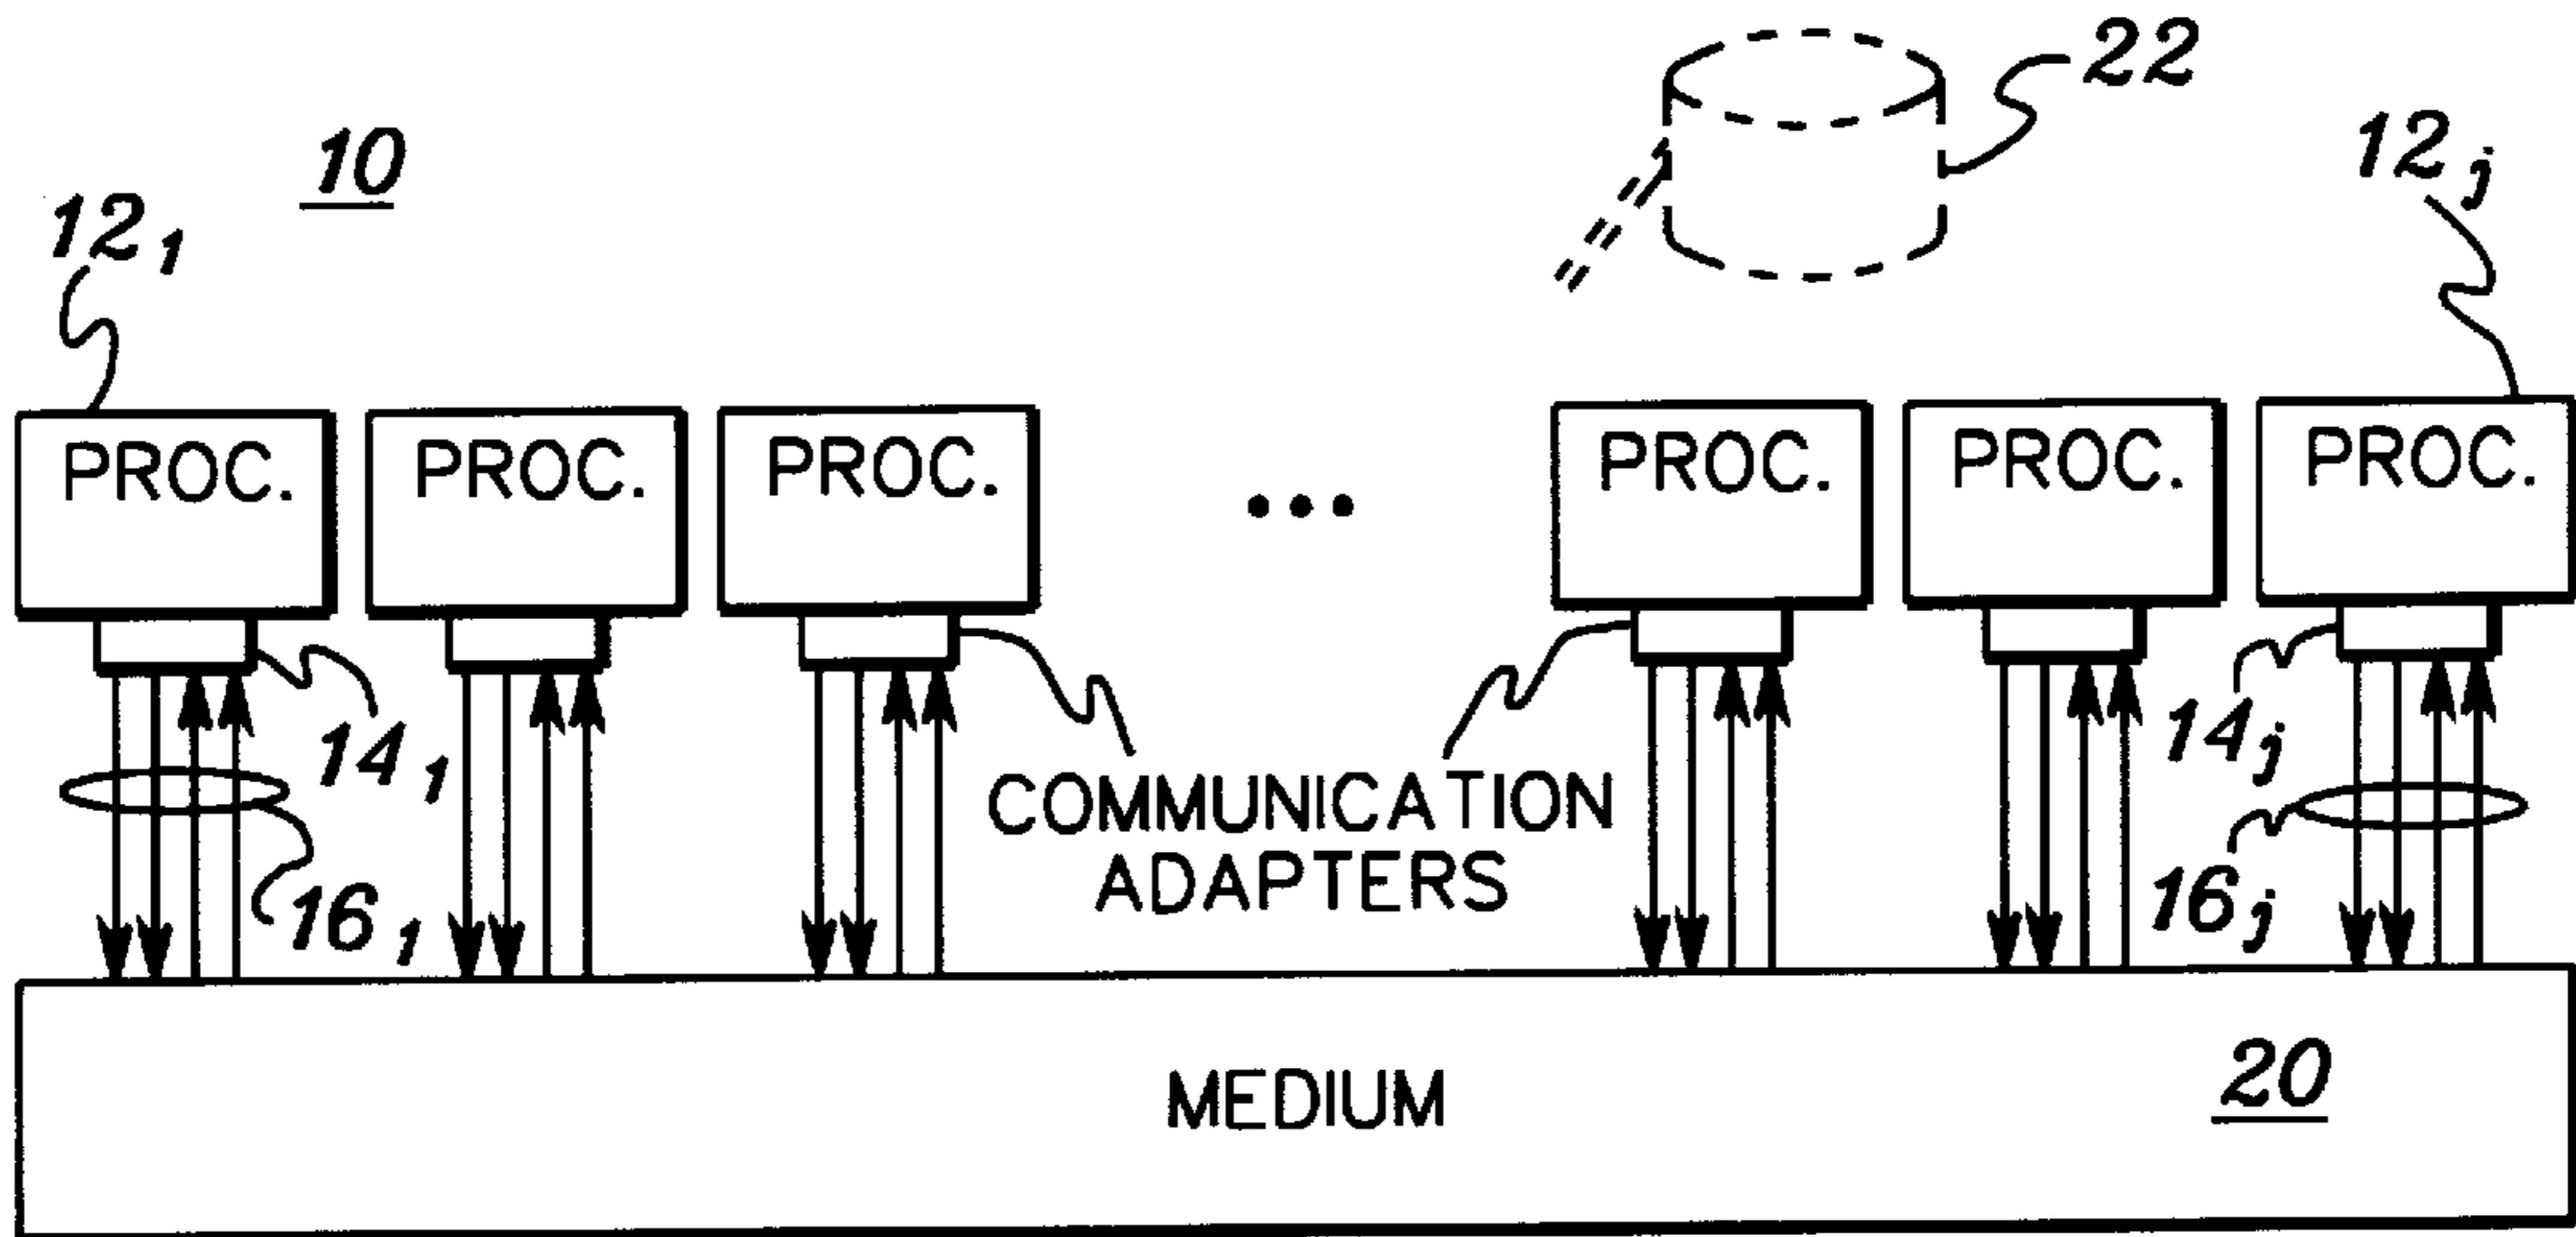 22
10
12j
121
PROC. PROC. PROC. ••• PROC. PROC. PROC.
141
14j
COMMUNICATION
ADAPTERS
161
16j
MEDIUM
20